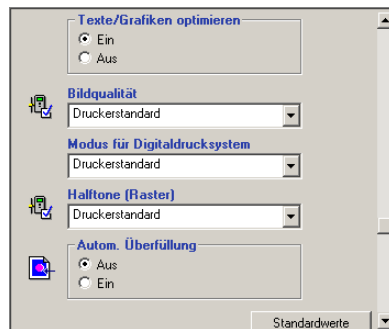 Texte/Grafiken optimieren
Ein
Aus
Bildqualität
Druckerstandard
Modus für Digitaldrucksystem
Druckerstandard
Halftone (Raster)
Druckerstandard
Autom. Überfüllung
Aus
Ein
Standardwerte